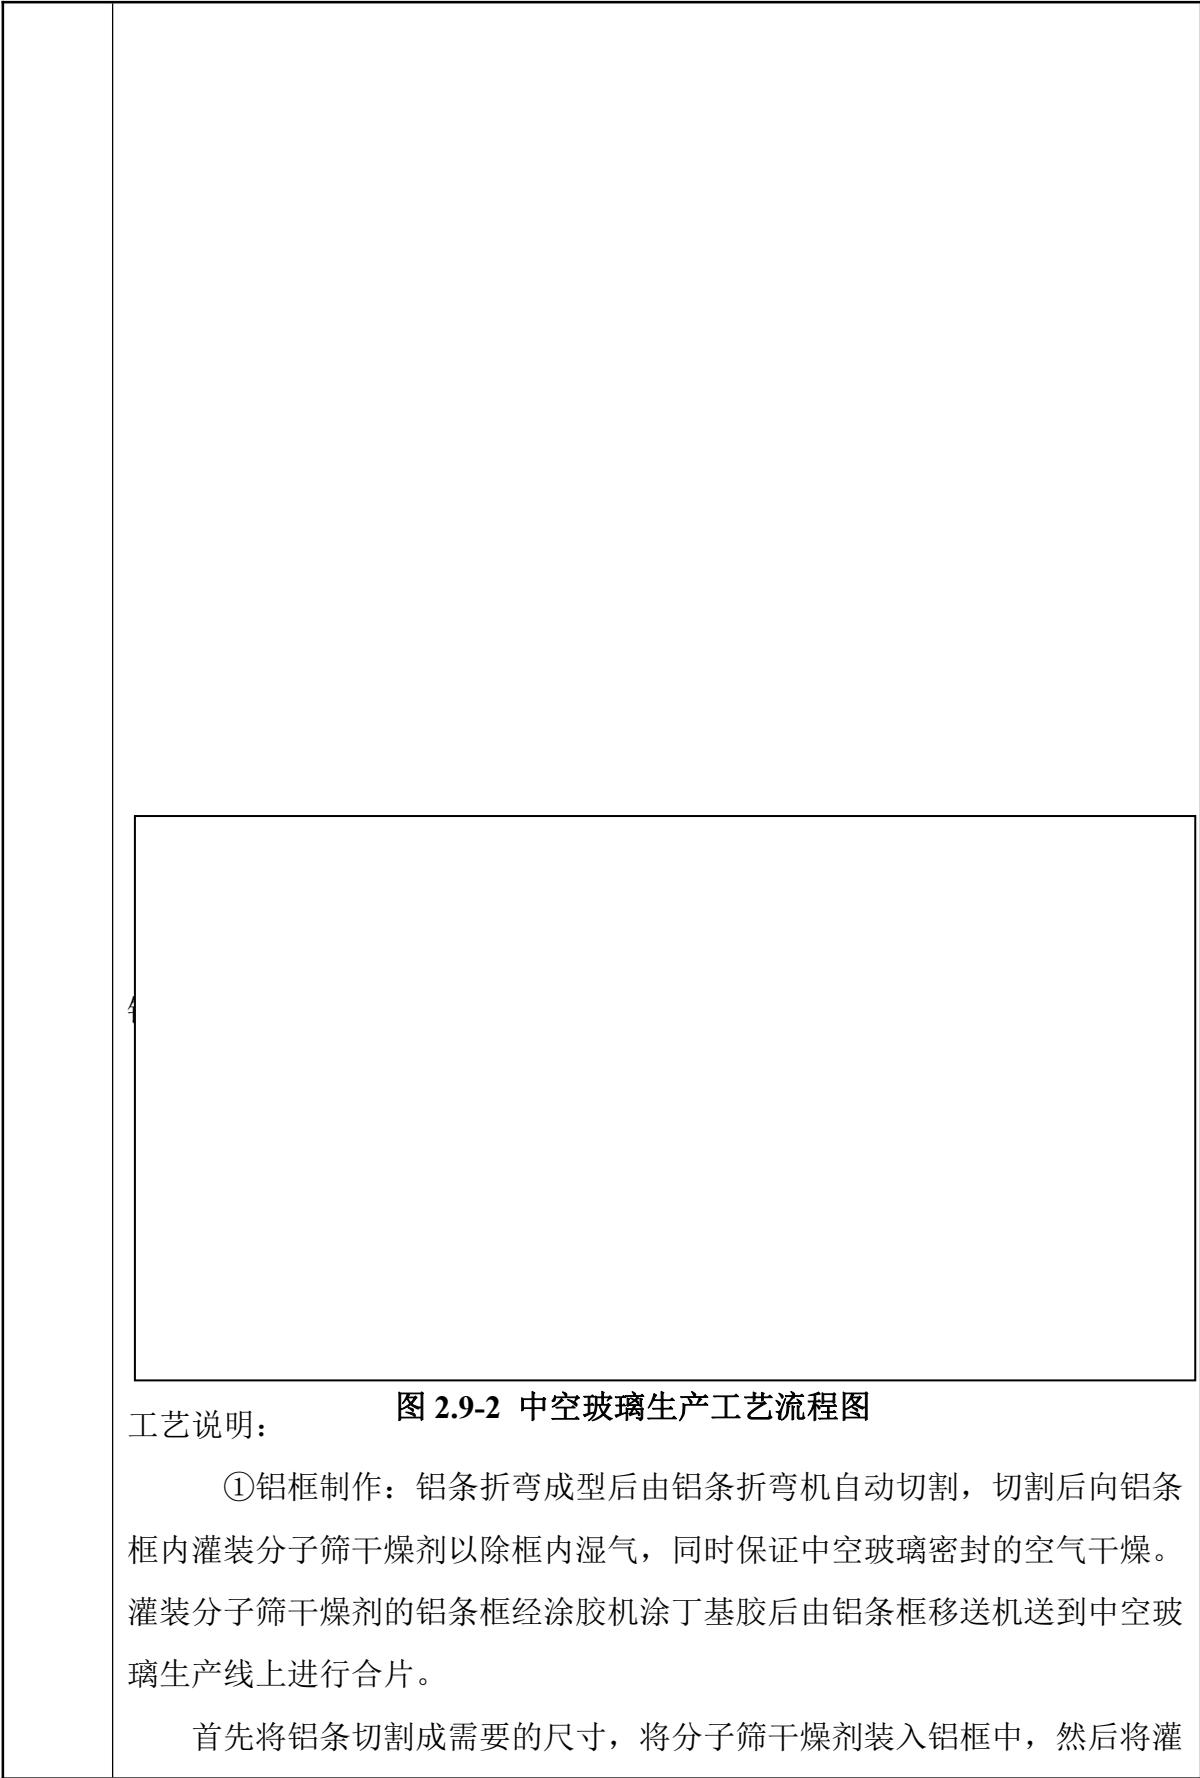 图 2.9-2 中空玻璃生产工艺流程图
工艺说明：
①铝框制作：铝条折弯成型后由铝条折弯机自动切割，切割后向铝条
框内灌装分子筛干燥剂以除框内湿气，同时保证中空玻璃密封的空气干燥。
灌装分子筛干燥剂的铝条框经涂胶机涂丁基胶后由铝条框移送机送到中空玻
璃生产线上进行合片。
首先将铝条切割成需要的尺寸，将分子筛干燥剂装入铝框中，然后将灌